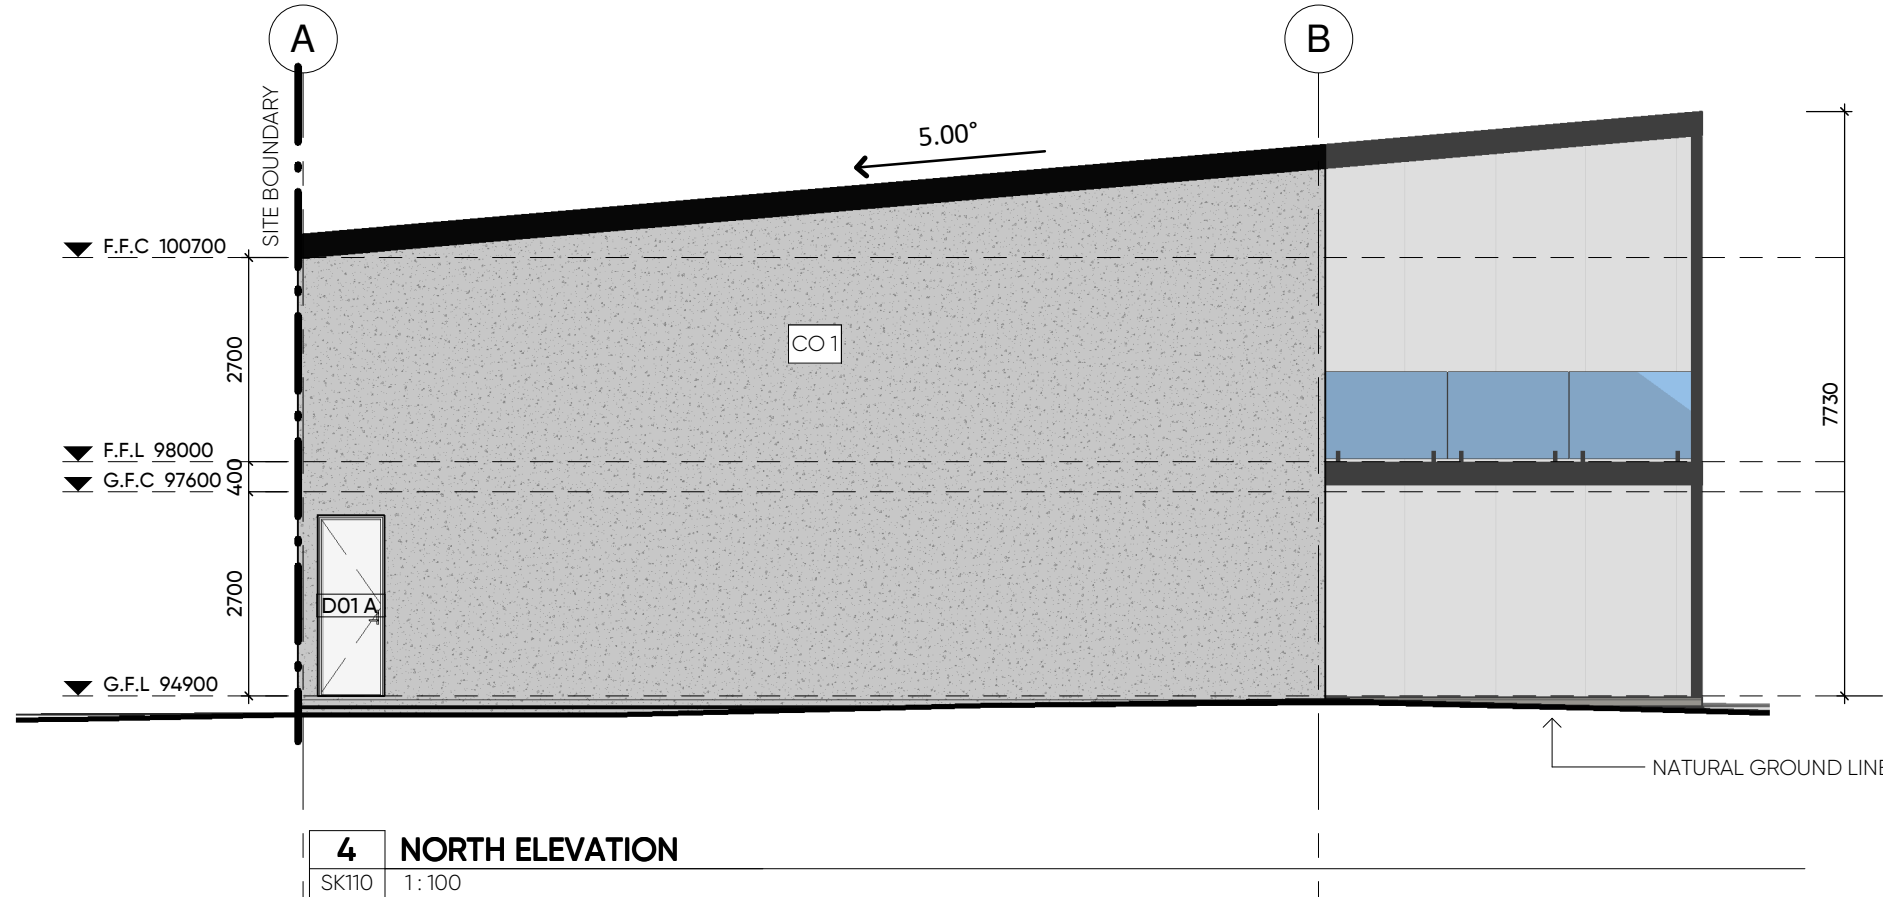 A
B
SITE BOUNDARY
5.00°
F.F.C 100700
2700
CO 1
7730
F.F.L 98000
400
G.F.C 97600
2700
D01 A
G.F.L 94900
NATURAL GROUND LINE
4 NORTH ELEVATION
SK110 1 : 100